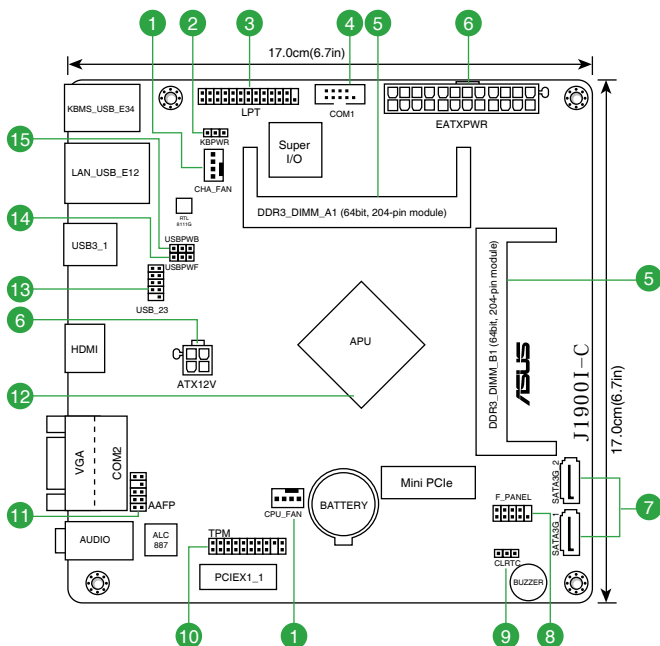 1
2
3
4
5
6
17.0cm(6.7in)
KBMS_USB_E34
LPT
COM1
EATXPWR
KBPWR
Super
I/O
15
LAN_USB_E12
CHA_FAN
DDR3_DIMM_A1 (64bit, 204-pin module)
RTL
8111G
14
USB3_1
USBPWB
USBPWF
5
13
USB_23
DDR3_DIMM_B1 (64bit, 204-pin module)
6
HDMI
ATX12V
APU
ASUS
J1900I-C
17.0cm(6.7in)
12
VGA
COM2
AAFP
CPU_FAN
BATTERY
Mini PCIe
F_PANEL
SATA3G_2
SATA3G_1
7
11
AUDIO
ALC
887
TPM
PCIEX1_1
CLRTC
BUZZER
10
1
9
8